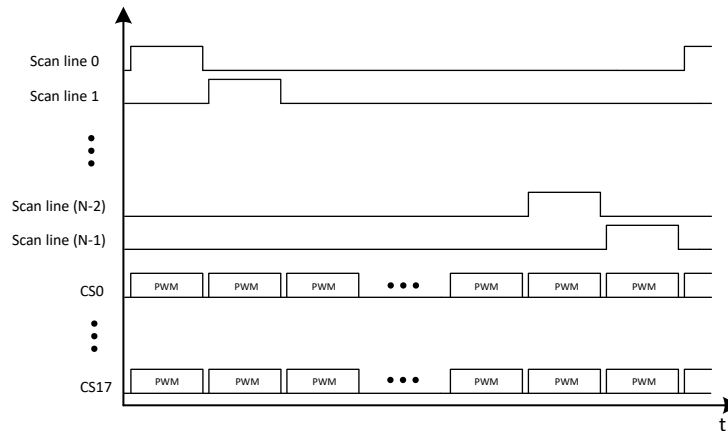 Scan line 0
Scan line 1
Scan line (N-2)
Scan line (N-1)
CS0 PWM PWM PWM PWM PWM PWM
CS17 PWM PWM PWM PWM PWM PWM
t